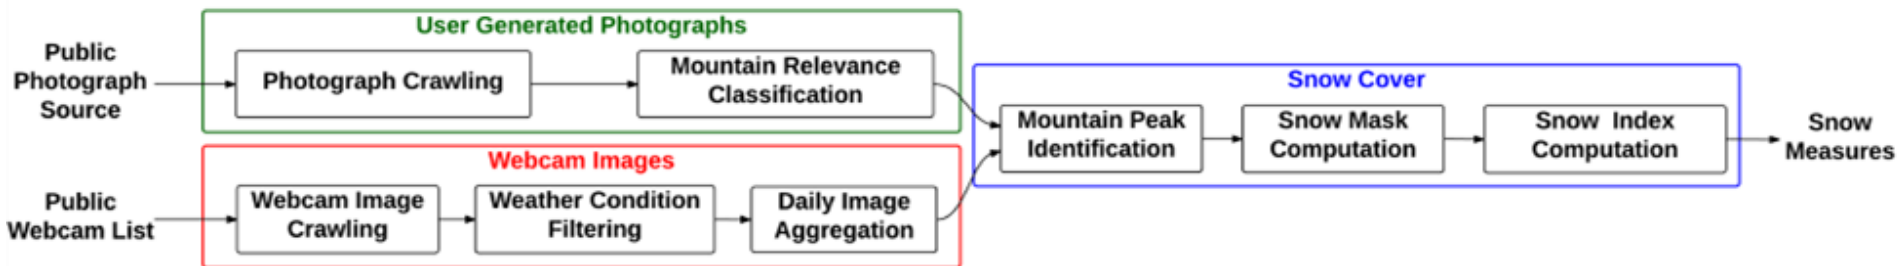 Public
Photograph
Source
User Generated Photographs
Photograph Crawling
Mountain Relevance
Classification
Public
Webcam List
Webcam Images
Webcam Image
Crawling
Weather Condition
Filtering
Daily Image
Aggregation
Snow Cover
Mountain Peak
Identification
Snow Mask
Computation
Snow Index
Computation
Snow
Measures